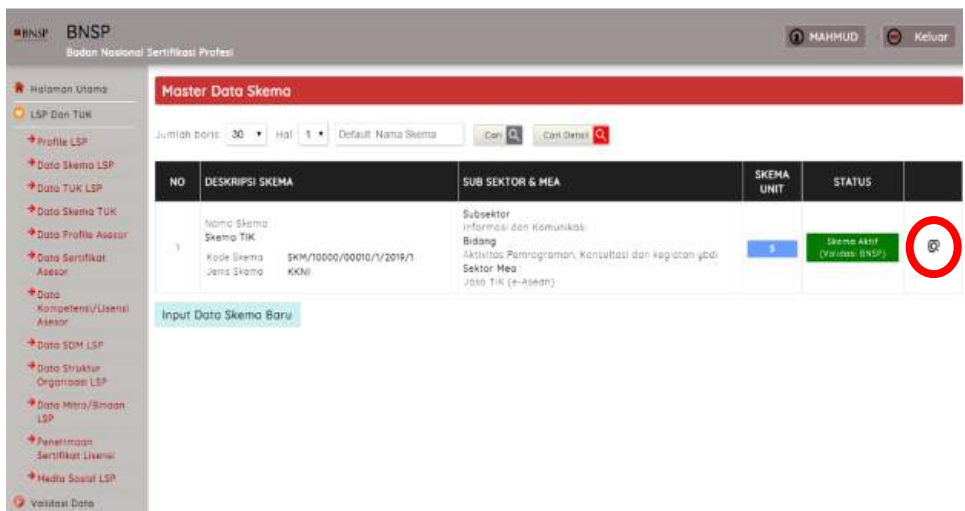 BNSP
BNSP
Badan Nasional Sertifikasi Profesi
MAHMUD
Keluar
Halaman Utama
LSP Dan TUK
Profile LSP
Data Skema LSP
Data TUK LSP
Data Skema TUK
Data Profile Asesor
Data Sertifikat
Asesor
Data
Kompetensi/Lisensi
Asesor
Data SDM LSP
Data Struktur
Organisasi LSP
Data Mitra/Binaan
LSP
Penerimaan
Sertifikat Lisensi
Media Sosial LSP
Validasi Data
Master Data Skema
Jumlah baris: 30 Hal: 1 Default: Nama Skema Cari Cari Detail
NO DESKRIPSI SKEMA SUB SEKTOR & MEA SKEMA UNIT STATUS
1
Nama Skema
Skema TIK
Kode Skema SKM/10000/00010/1/2019/1
Jenis Skema KKNI
Subsektor
Informasi dan Komunikasi
Bidang
Aktivitas Pemrograman, Konsultasi dan kegiatan ybdi
Sektor Mea
Jasa TIK (e-Asean)
5
Skema Aktif
(Validasi BNSP)
@
Input Data Skema Baru